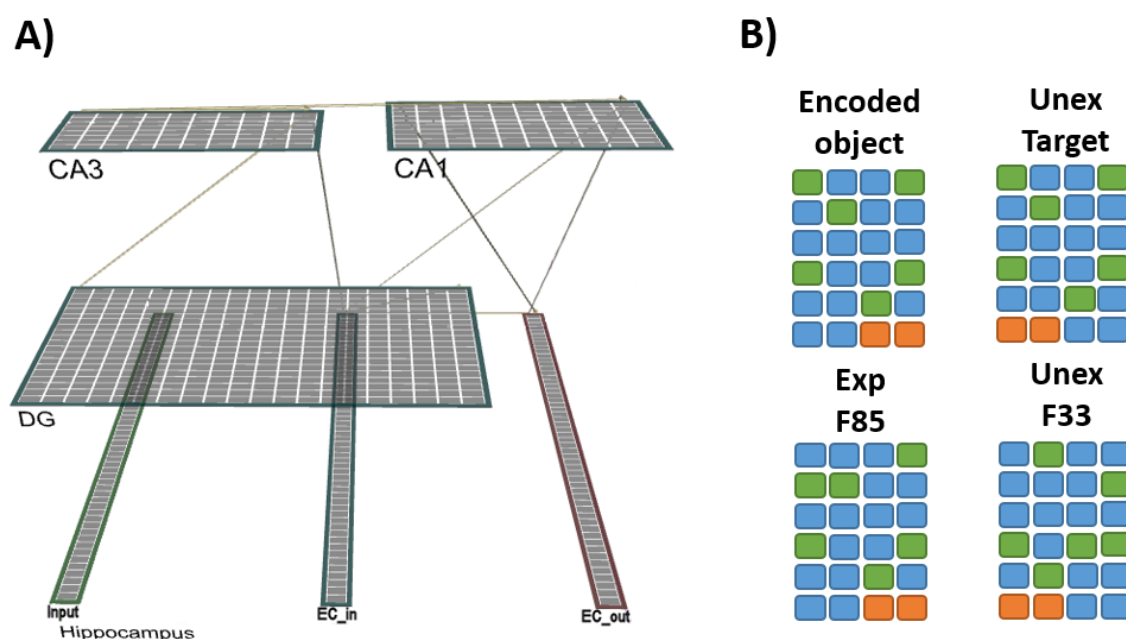 A)
CA3
CA1
DG
Input
EC_in
EC_out
Hippocampus
B)
Encoded
object
Unex
Target
Exp
F85
Unex
F33